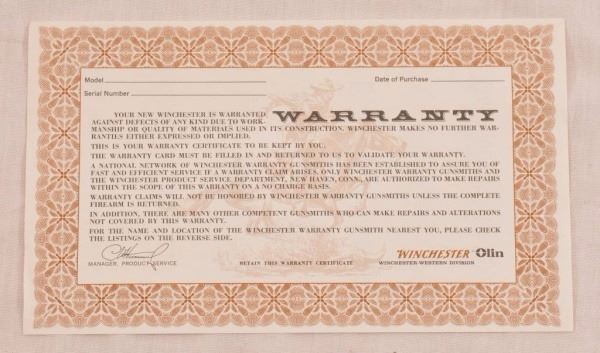 Model
Date of Purchase
Serial Number
WARRANTY
YOUR NEW WINCHESTER IS WARRANTED
AGAINST DEFECTS OF ANY KIND DUE TO WORK-
MANSHIP OR QUALITY OF MATERIALS USED IN ITS CONSTRUCTION. WINCHESTER MAKES NO FURTHER WAR-
RANTIES EITHER EXPRESSED OR IMPLIED.
THIS IS YOUR WARRANTY CERTIFICATE TO BE KEPT BY YOU.
THE WARRANTY CARD MUST BE FILLED IN AND RETURNED TO US TO VALIDATE YOUR WARRANTY.
A NATIONAL NETWORK OF WINCHESTER WARRANTY GUNSMITHS HAS BEEN ESTABLISHED TO ASSURE YOU OF
FAST AND EFFICIENT SERVICE IF A WARRANTY CLAIM ARISES. ONLY WINCHESTER WARRANTY GUNSMITHS AND
THE WINCHESTER PRODUCT SERVICE DEPARTMENT, NEW HAVEN, CONN., ARE AUTHORIZED TO MAKE REPAIRS
WITHIN THE SCOPE OF THIS WARRANTY ON A NO CHARGE BASIS.
WARRANTY CLAIMS WILL NOT BE HONORED BY WINCHESTER WARRANTY GUNSMITHS UNLESS THE COMPLETE
FIREARM IS RETURNED.
IN ADDITION, THERE ARE MANY OTHER COMPETENT GUNSMITHS WHO CAN MAKE REPAIRS AND ALTERATIONS
NOT COVERED BY THIS WARRANTY.
FOR THE NAME AND LOCATION OF THE WINCHESTER WARRANTY GUNSMITH NEAREST YOU, PLEASE CHECK
THE LISTINGS ON THE REVERSE SIDE.
MANAGER, PRODUCT SERVICE
RETAIN THIS WARRANTY CERTIFICATE
WINCHESTER Olin
WINCHESTER-WESTERN DIVISION